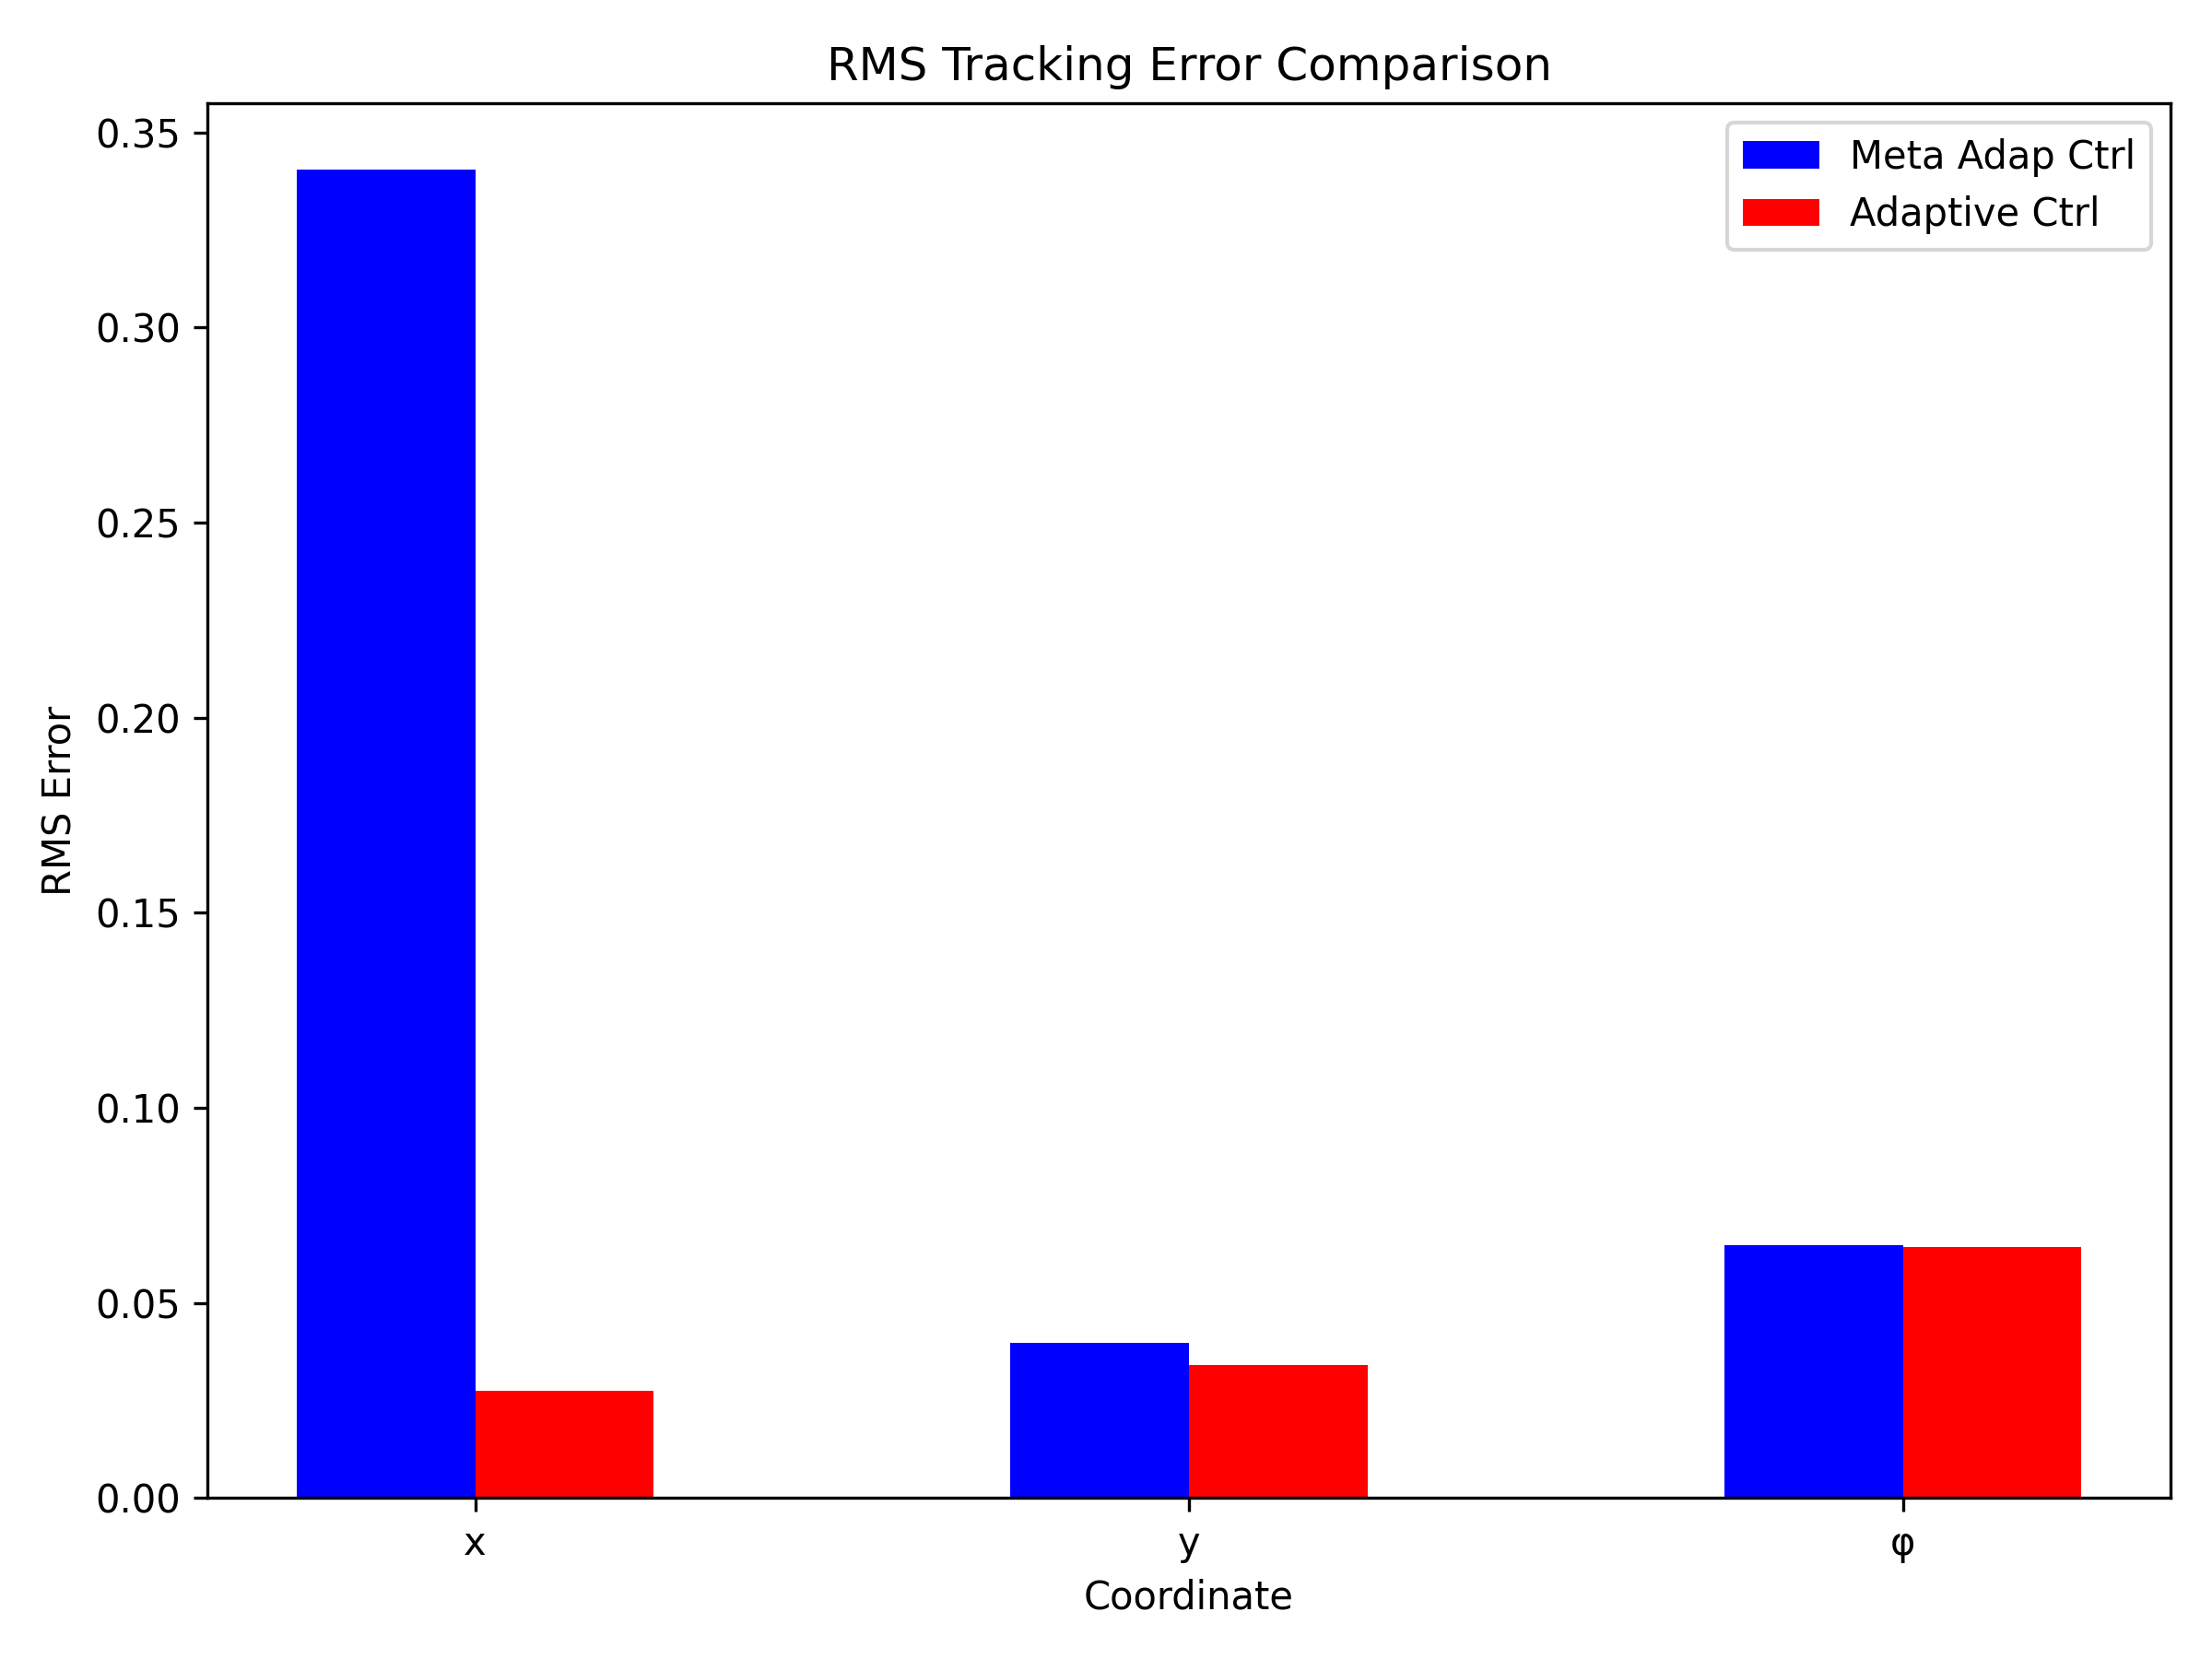 RMS Tracking Error Comparison
Meta Adap Ctrl
Adaptive Ctrl
RMS Error
0.35
0.30
0.25
0.20
0.15
0.10
0.05
0.00
x
y
φ
Coordinate